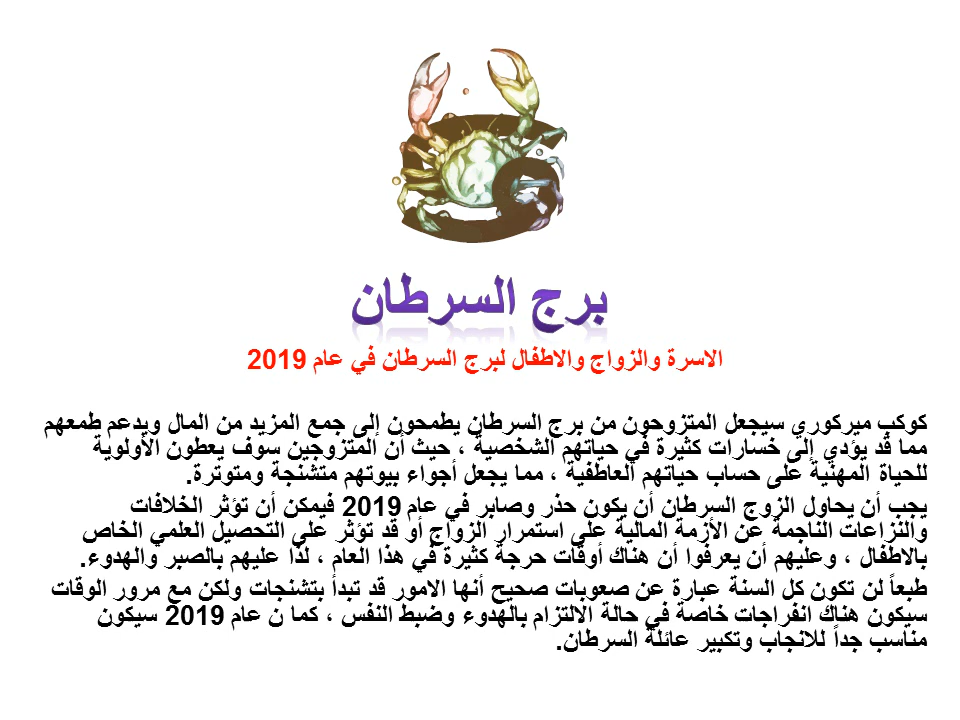 برج السرطان
الاسرة والزواج والاطفال لبرج السرطان في عام 2019
كوكب ميركوري سيجعل المتزوحون من برج السرطان يطمحون إلى جمع المزيد من المال ويدعم طمعهم
مما قد يؤدي إلى خسارات كثيرة في حياتهم الشخصية ، حيث أن المتزوجين سوف يعطون الأولوية
للحياة المهنية على حساب حياتهم العاطفية ، مما يجعل أجواء بيوتهم متشنجة ومتوترة.
يجب أن يحاول الزوج السرطان أن يكون حذر وصابر في عام 2019 فيمكن أن تؤثر الخلافات
والنزاعات الناجمة عن الأزمة المالية على استمرار الزواج أو قد تؤثر على التحصيل العلمي الخاص
بالاطفال ، وعليهم أن يعرفوا أن هناك أوقات حرجة كثيرة في هذا العام ، لذا عليهم بالصبر والهدوء.
طبعاً لن تكون كل السنة عبارة عن صعوبات صحيح أنها الامور قد تبدأ بتشنجات ولكن مع مرور الوقات
سيكون هناك انفراجات خاصة في حالة الالتزام بالهدوء وضبط النفس ، كما ن عام 2019 سيكون
مناسب جداً للانجاب وتكبير عائلة السرطان.